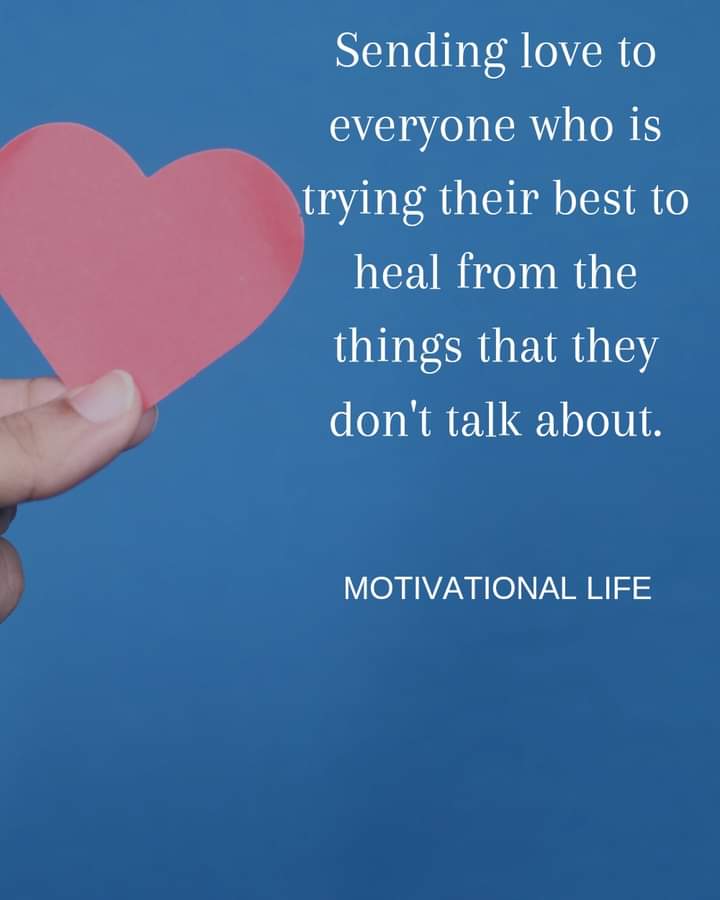 Sending love to
everyone who is
trying their best to
heal from the
things that they
don't talk about.
MOTIVATIONAL LIFE